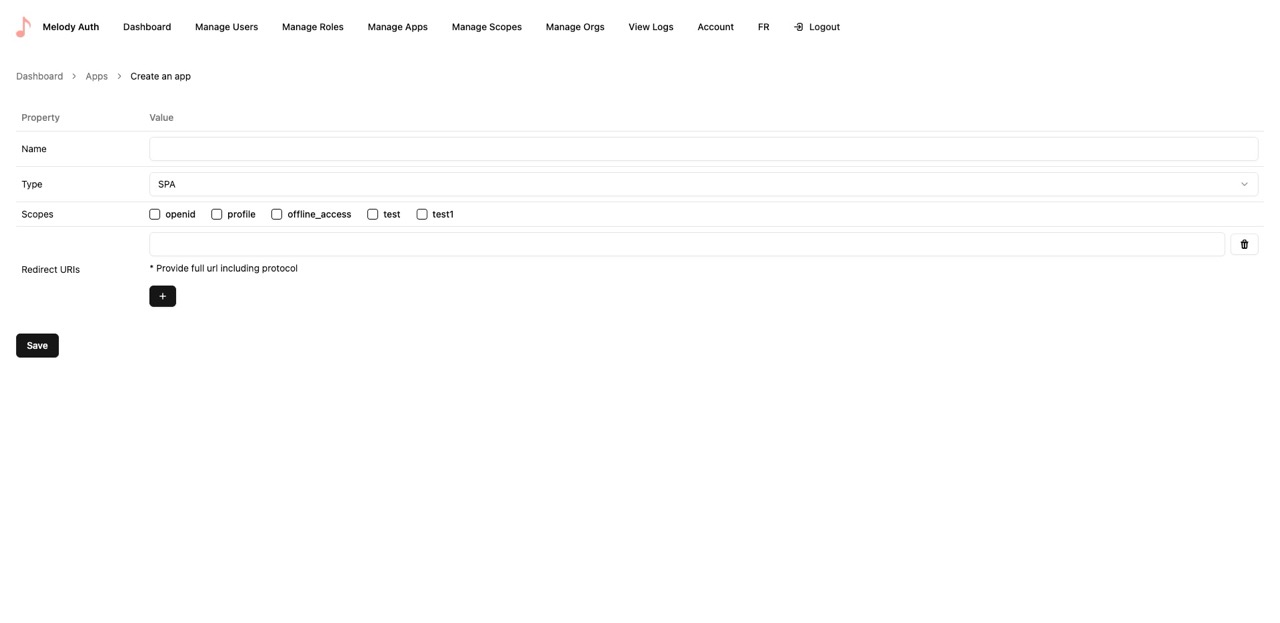 Melody Auth Dashboard Manage Users Manage Roles Manage Apps Manage Scopes Manage Orgs View Logs Account FR Logout
Dashboard Apps Create an app
Property Value
Name
Type SPA
Scopes openid profile offline_access test test1
Redirect URIs
* Provide full url including protocol
+
Save